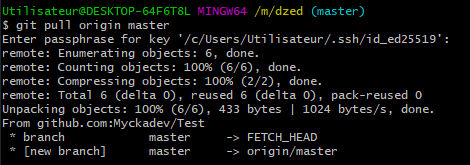 Utilisateur@DESKTOP-64F6T8L MINGW64 /m/dzed (master)
$ git pull origin master
Enter passphrase for key '/c/Users/Utilisateur/.ssh/id_ed25519':
remote: Enumerating objects: 6, done.
remote: Counting objects: 100% (6/6), done.
remote: Compressing objects: 100% (2/2), done.
remote: Total 6 (delta 0), reused 6 (delta 0), pack-reused 0
Unpacking objects: 100% (6/6), 433 bytes | 1024 bytes/s, done.
From github.com:Myckadev/Test
 * branch            master     -> FETCH_HEAD
 * [new branch]      master     -> origin/master